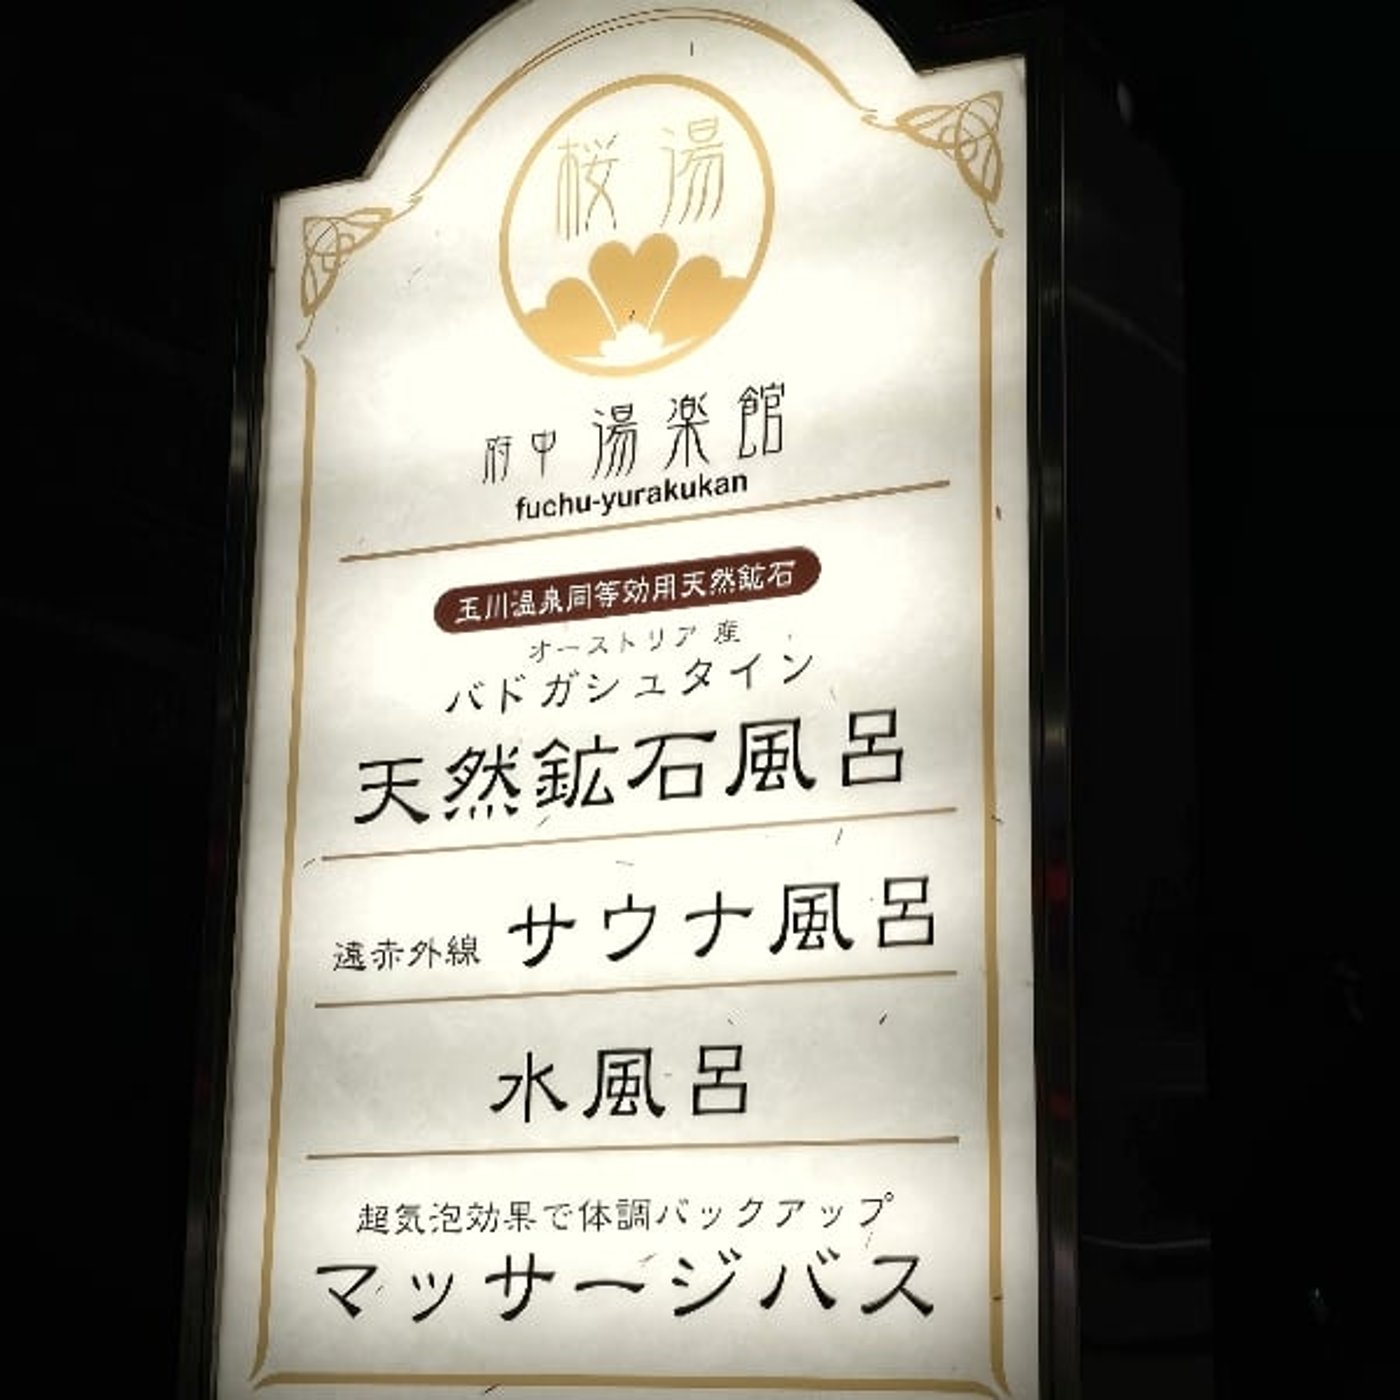 桜湯
府中 湯楽館
fuchu-yurakukan
玉川温泉同等効用天然鉱石
オーストリア産
バドガシュタイン
天然鉱石風呂
遠赤外線 サウナ風呂
水風呂
超気泡効果で体調バックアップ
マッサージバス